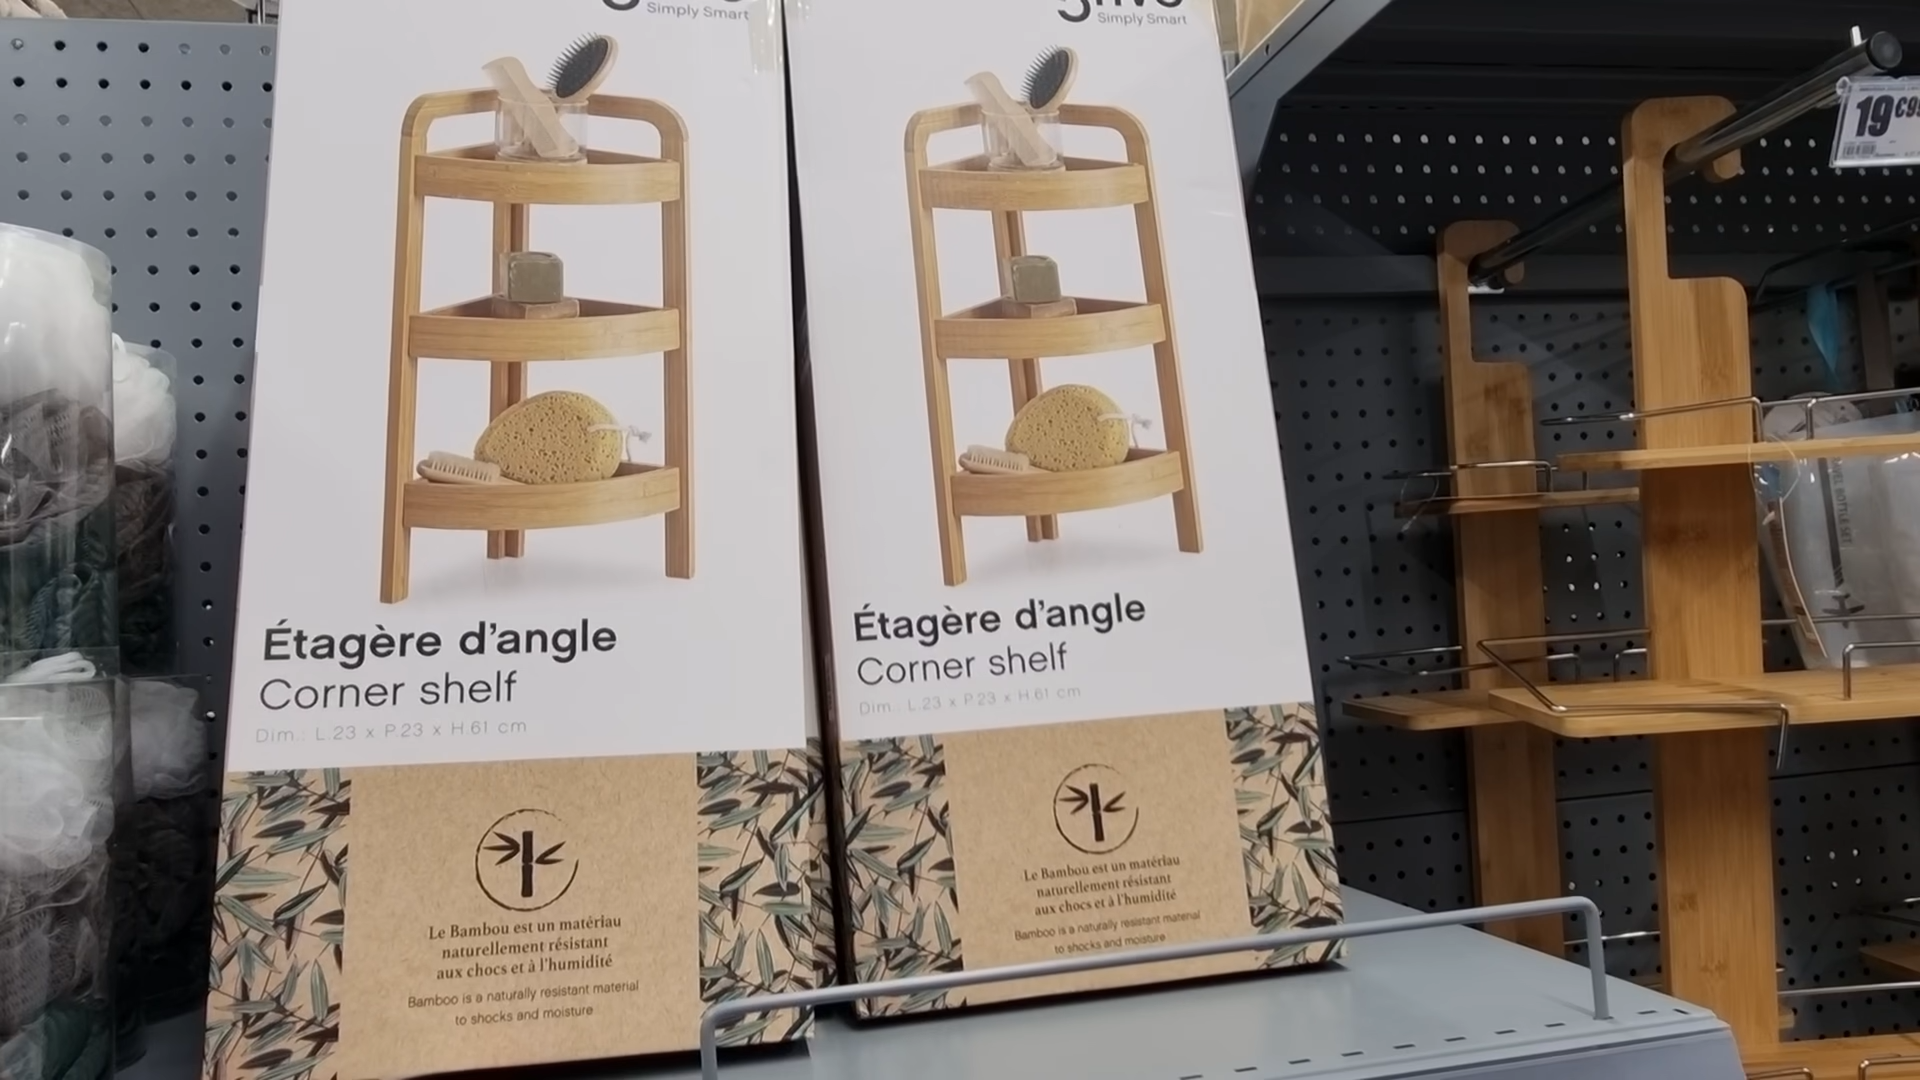 Simply Smart
Étagère d'angle
Corner shelf
Dim.: L.23 x P.23 x H.61 cm
Le Bambou est un matériau
naturellement résistant
aux chocs et à l'humidité
Bamboo is a naturally resistant material
to shocks and moisture
Simply Smart
Étagère d'angle
Corner shelf
Dim.: L.23 x P.23 x H.61 cm
Le Bambou est un matériau
naturellement résistant
aux chocs et à l'humidité
Bamboo is a naturally resistant material
to shocks and moisture
19€99